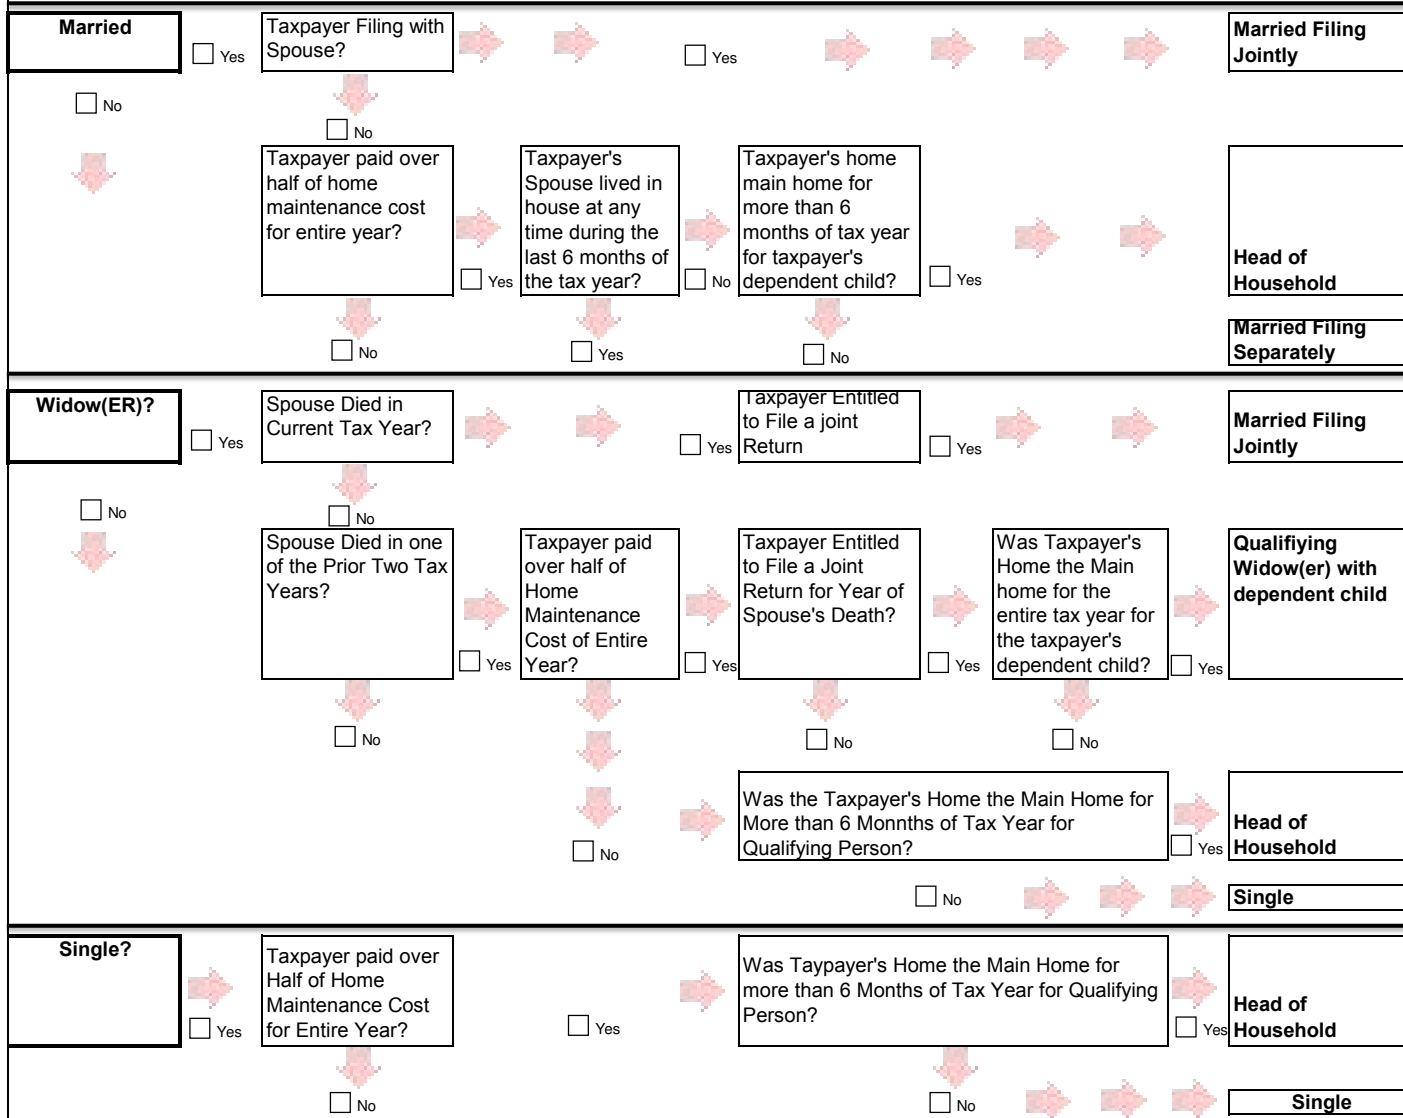 Married
Yes
Taxpayer Filing with
Spouse?
Yes
Married Filing
Jointly
No
No
Taxpayer paid over
half of home
maintenance cost
for entire year?
Yes
Taxpayer's
Spouse lived in
house at any
time during the
last 6 months of
the tax year?
No
Taxpayer's home
main home for
more than 6
months of tax year
for taxpayer's
dependent child?
Yes
Head of
Household
No
Yes
No
Married Filing
Separately
Widow(ER)?
Yes
Spouse Died in
Current Tax Year?
Yes
Taxpayer Entitled
to File a joint
Return
Yes
Married Filing
Jointly
No
No
Spouse Died in one
of the Prior Two Tax
Years?
Yes
Taxpayer paid
over half of
Home
Maintenance
Cost of Entire
Year?
Yes
Taxpayer Entitled
to File a Joint
Return for Year of
Spouse's Death?
Yes
Was Taxpayer's
Home the Main
home for the
entire tax year for
the taxpayer's
dependent child?
Yes
Qualifiying
Widow(er) with
dependent child
No
No
No
No
Was the Taxpayer's Home the Main Home for
More than 6 Monnths of Tax Year for
Qualifying Person?
Yes
Head of
Household
No
Single
Single?
Yes
Taxpayer paid over
Half of Home
Maintenance Cost
for Entire Year?
Yes
Was Taypayer's Home the Main Home for
more than 6 Months of Tax Year for Qualifying
Person?
Yes
Head of
Household
No
No
Single